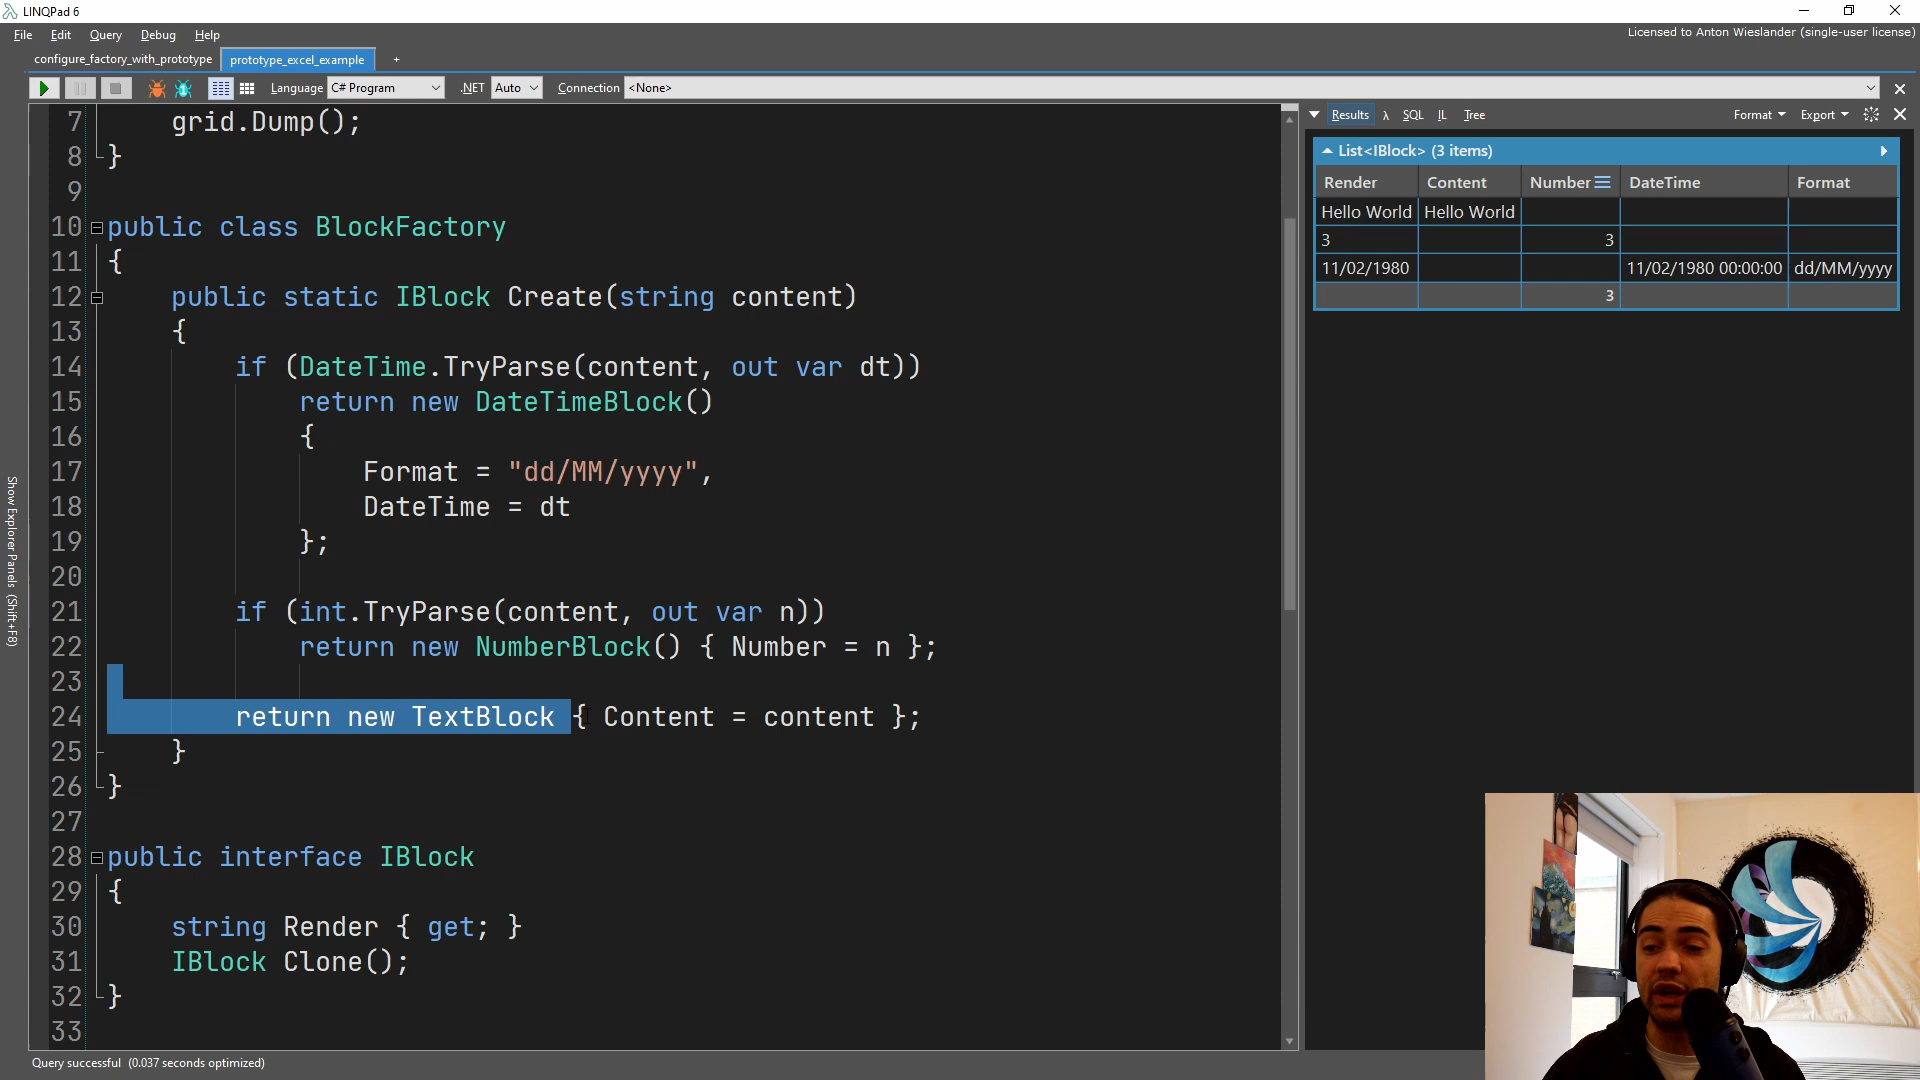 LINQPad 6
File Edit Query Debug Help
Licensed to Anton Wieslander (single-user license)
configure_factory_with_prototype prototype_excel_example +
Language C# Program .NET Auto Connection <None>
7 grid.Dump();
8 }
9
10 public class BlockFactory
11 {
12 public static IBlock Create(string content)
13 {
14 if (DateTime.TryParse(content, out var dt))
15 return new DateTimeBlock()
16 {
17 Format = "dd/MM/yyyy",
18 DateTime = dt
19 };
20
21 if (int.TryParse(content, out var n))
22 return new NumberBlock() { Number = n };
23
24 return new TextBlock { Content = content };
25 }
26 }
27
28 public interface IBlock
29 {
30 string Render { get; }
31 IBlock Clone();
32 }
33
Show Explorer Panels (Shift+F8)
Results λ SQL IL Tree Format Export
List<IBlock> (3 items)
Render Content Number DateTime Format
Hello World Hello World
3 3
11/02/1980 11/02/1980 00:00:00 dd/MM/yyyy
3
Query successful (0.037 seconds optimized)